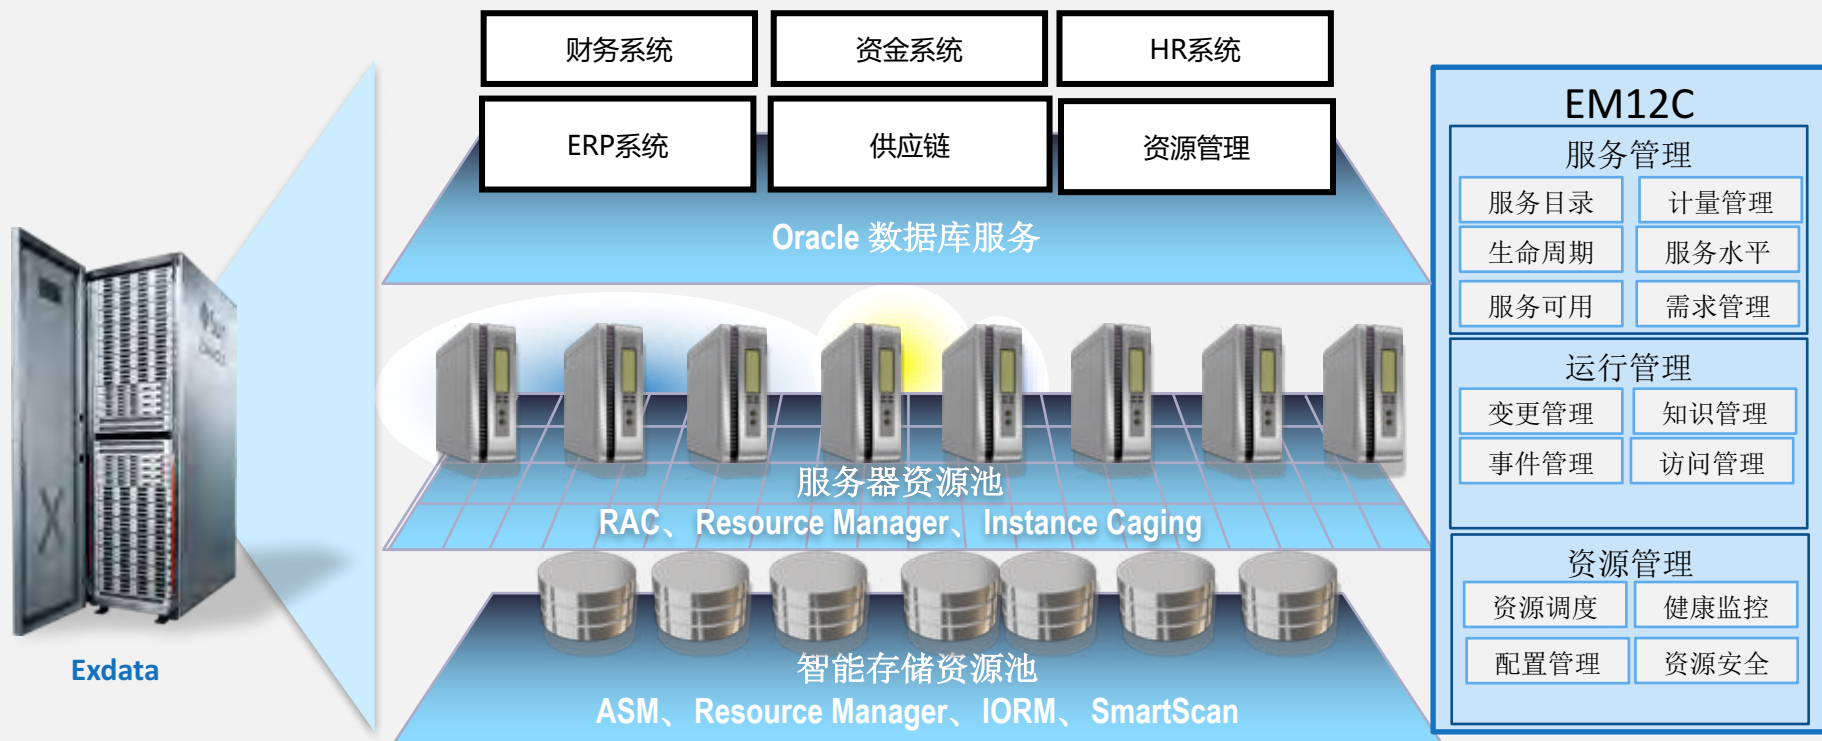 财务系统
资金系统
HR系统
ERP系统
供应链
资源管理
Oracle 数据库服务
服务器资源池
RAC、Resource Manager、Instance Caging
智能存储资源池
ASM、Resource Manager、IORM、SmartScan
Exdata
EM12C
服务管理
服务目录
计量管理
生命周期
服务水平
服务可用
需求管理
运行管理
变更管理
知识管理
事件管理
访问管理
资源管理
资源调度
健康监控
配置管理
资源安全